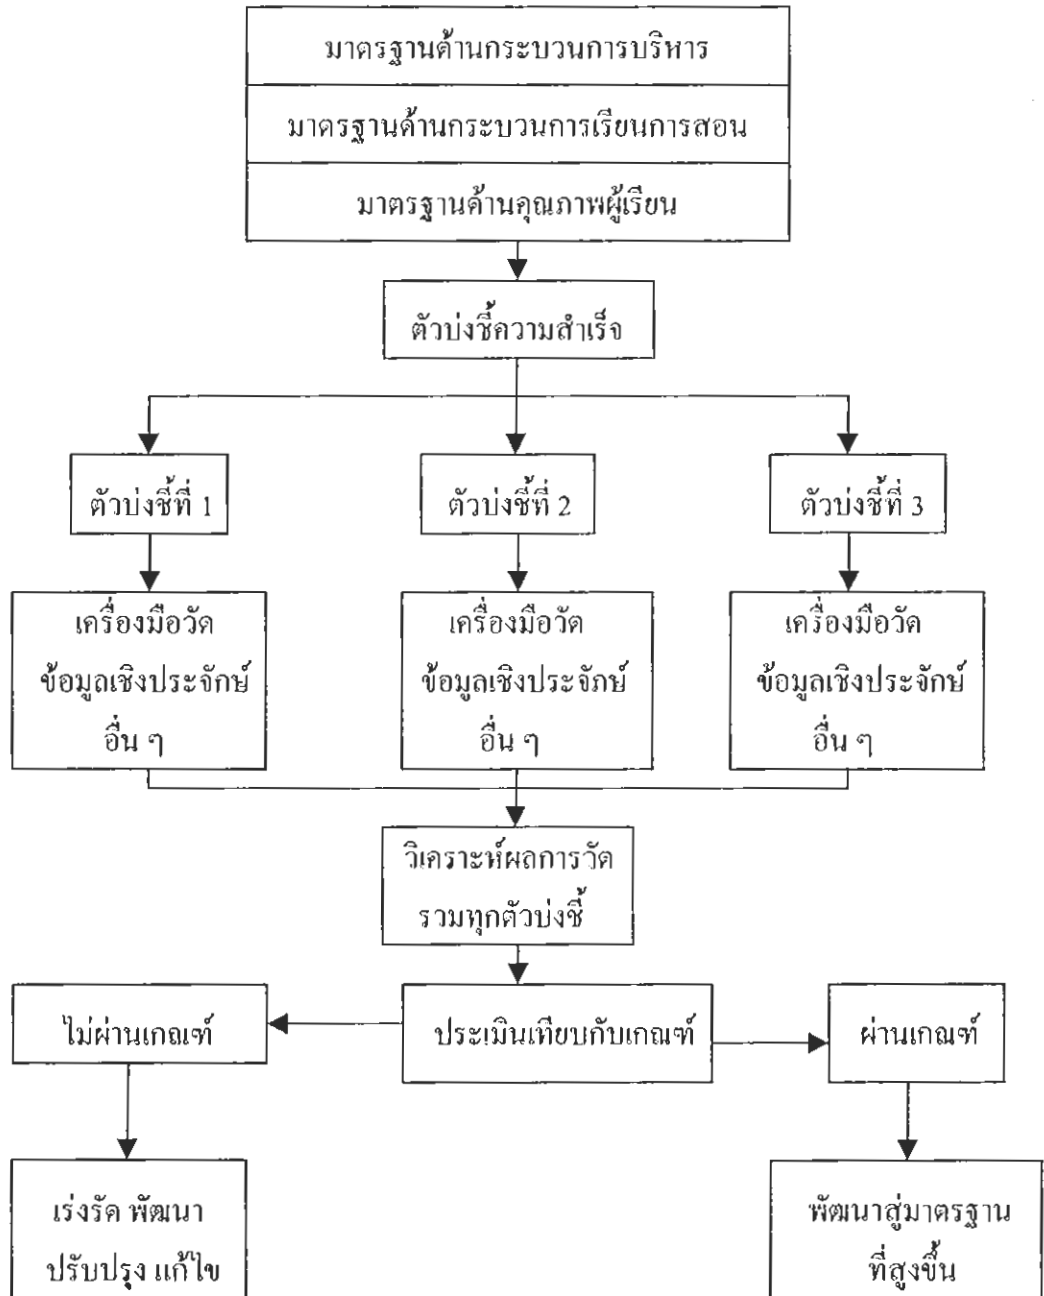 มาตรฐานด้านกระบวนการบริหาร
มาตรฐานด้านกระบวนการเรียนการสอน
มาตรฐานด้านคุณภาพผู้เรียน
ตัวบ่งชี้ความสำเร็จ
ตัวบ่งชี้ที่ 1
ตัวบ่งชี้ที่ 2
ตัวบ่งชี้ที่ 3
เครื่องมือวัด
ข้อมูลเชิงประจักษ์
อื่น ๆ
เครื่องมือวัด
ข้อมูลเชิงประจักษ์
อื่น ๆ
เครื่องมือวัด
ข้อมูลเชิงประจักษ์
อื่น ๆ
วิเคราะห์ผลการวัด
รวมทุกตัวบ่งชี้
ไม่ผ่านเกณฑ์
ประเมินเทียบกับเกณฑ์
ผ่านเกณฑ์
เร่งรัด พัฒนา
ปรับปรุง แก้ไข
พัฒนาสู่มาตรฐาน
ที่สูงขึ้น